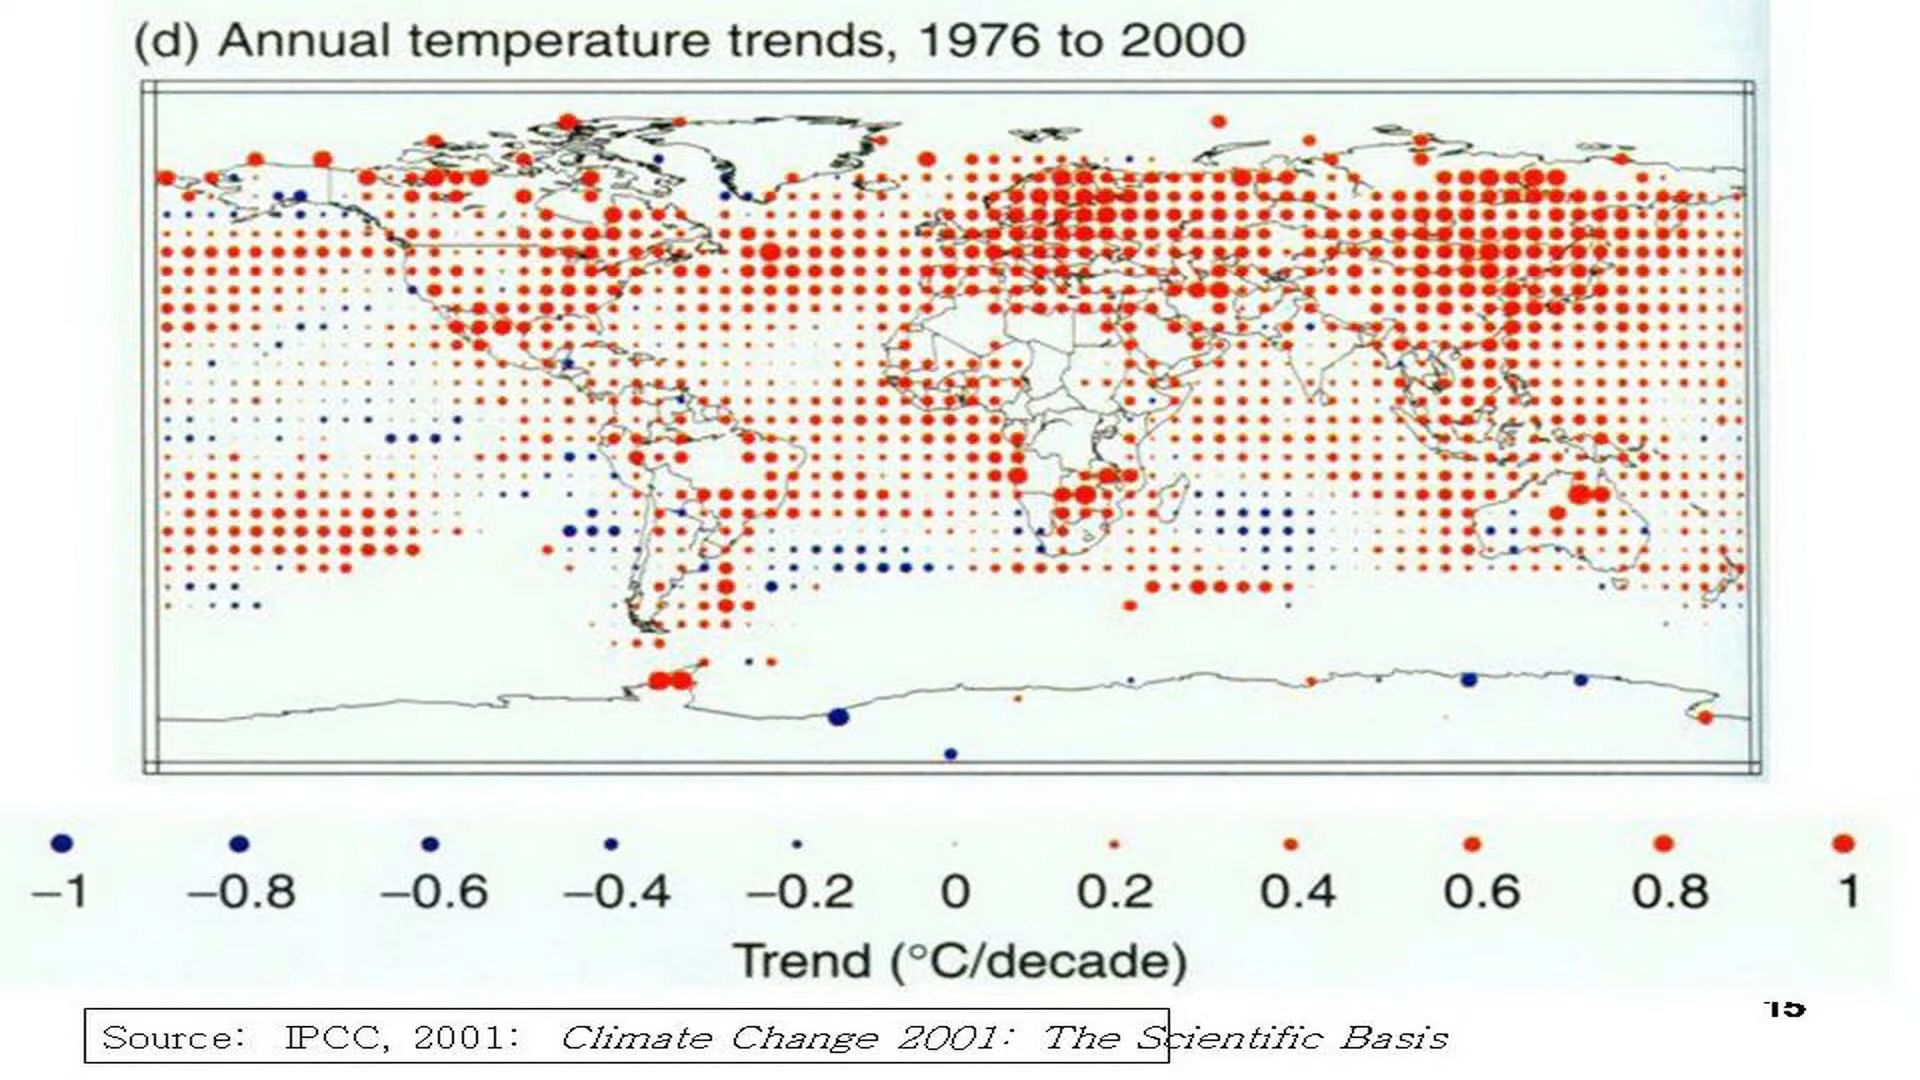 (d) Annual temperature trends, 1976 to 2000
–1 –0.8 –0.6 –0.4 –0.2 0 0.2 0.4 0.6 0.8 1
Trend (°C/decade)
15
Source: IPCC, 2001: Climate Change 2001: The Scientific Basis